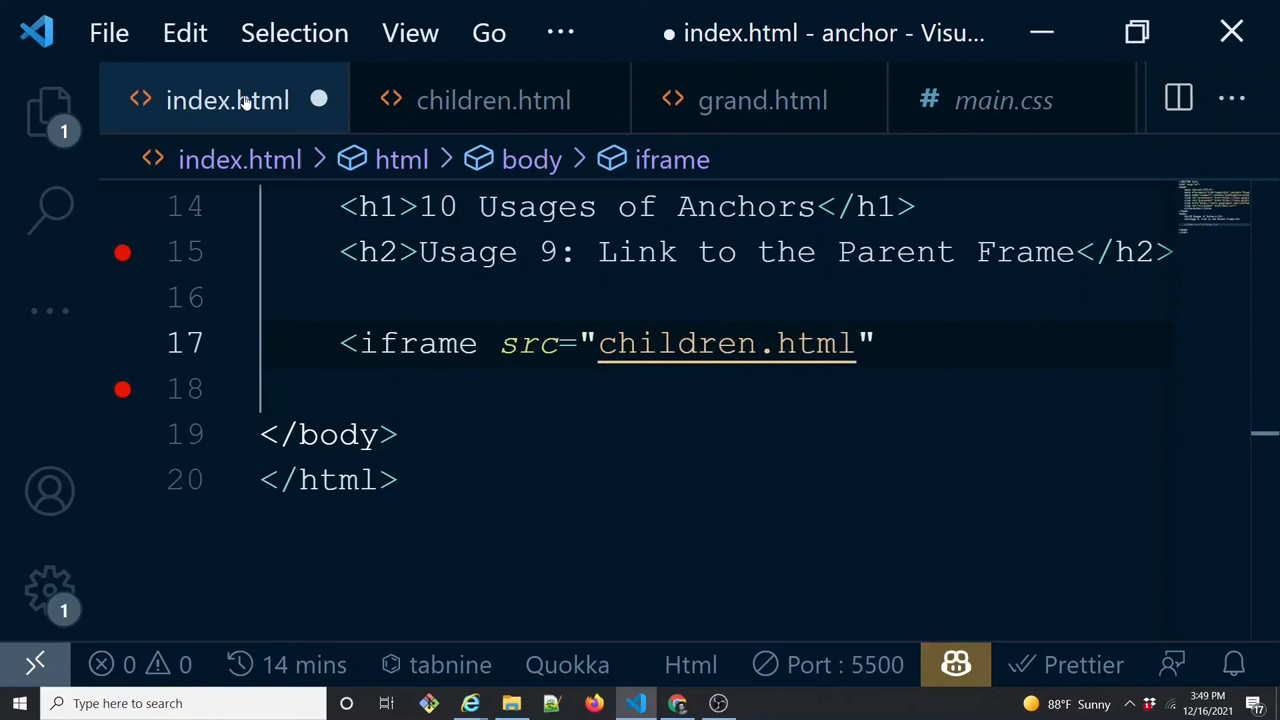 File Edit Selection View Go ··· ● index.html - anchor - Visu...
<> index.html ● <> children.html <> grand.html # main.css ···
<> index.html > html > body > iframe
1
14 <h1>10 Usages of Anchors</h1>
15 <h2>Usage 9: Link to the Parent Frame</h2>
16
17 <iframe src="children.html"
18
19 </body>
20 </html>
1
0 0 14 mins tabnine Quokka Html Port : 5500 Prettier
Type here to search 88°F Sunny 3:49 PM
12/16/2021
17